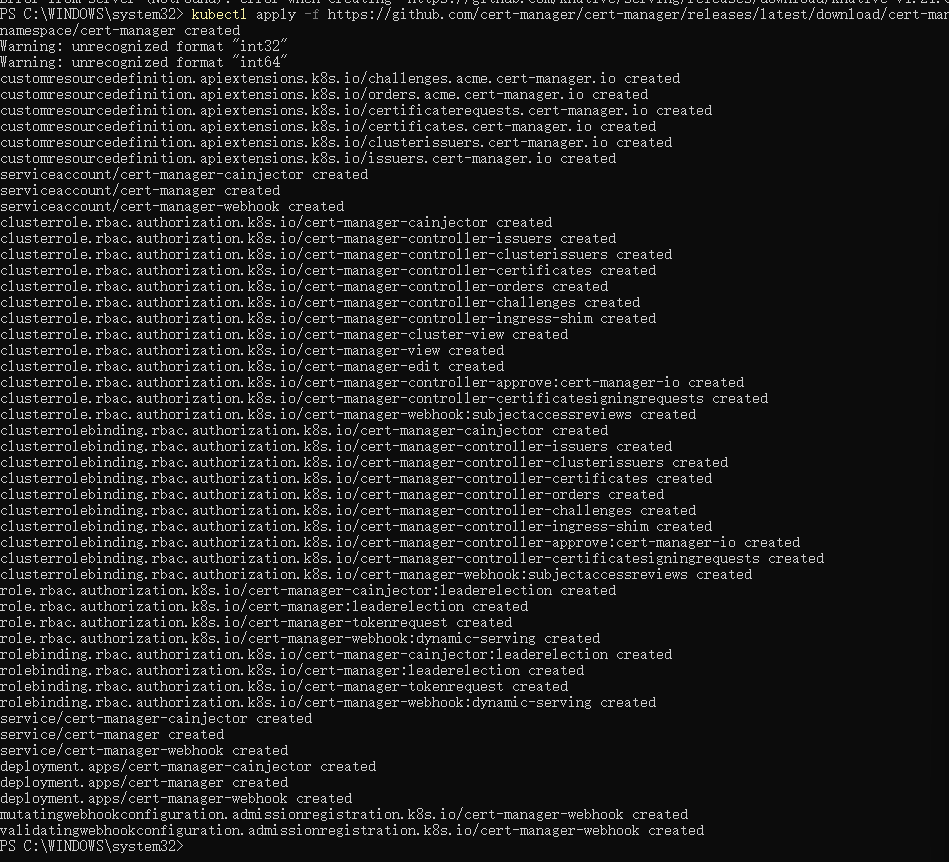 PS C:\WINDOWS\system32> kubectl apply -f https://github.com/cert-manager/cert-manager/releases/latest/download/cert-man
namespace/cert-manager created
Warning: unrecognized format "int32"
Warning: unrecognized format "int64"
customresourcedefinition.apiextensions.k8s.io/challenges.acme.cert-manager.io created
customresourcedefinition.apiextensions.k8s.io/orders.acme.cert-manager.io created
customresourcedefinition.apiextensions.k8s.io/certificaterequests.cert-manager.io created
customresourcedefinition.apiextensions.k8s.io/certificates.cert-manager.io created
customresourcedefinition.apiextensions.k8s.io/clusterissuers.cert-manager.io created
customresourcedefinition.apiextensions.k8s.io/issuers.cert-manager.io created
serviceaccount/cert-manager-cainjector created
serviceaccount/cert-manager created
serviceaccount/cert-manager-webhook created
clusterrole.rbac.authorization.k8s.io/cert-manager-cainjector created
clusterrole.rbac.authorization.k8s.io/cert-manager-controller-issuers created
clusterrole.rbac.authorization.k8s.io/cert-manager-controller-clusterissuers created
clusterrole.rbac.authorization.k8s.io/cert-manager-controller-certificates created
clusterrole.rbac.authorization.k8s.io/cert-manager-controller-orders created
clusterrole.rbac.authorization.k8s.io/cert-manager-controller-challenges created
clusterrole.rbac.authorization.k8s.io/cert-manager-controller-ingress-shim created
clusterrole.rbac.authorization.k8s.io/cert-manager-cluster-view created
clusterrole.rbac.authorization.k8s.io/cert-manager-view created
clusterrole.rbac.authorization.k8s.io/cert-manager-edit created
clusterrole.rbac.authorization.k8s.io/cert-manager-controller-approve:cert-manager-io created
clusterrole.rbac.authorization.k8s.io/cert-manager-controller-certificatesigningrequests created
clusterrole.rbac.authorization.k8s.io/cert-manager-webhook:subjectaccessreviews created
clusterrolebinding.rbac.authorization.k8s.io/cert-manager-cainjector created
clusterrolebinding.rbac.authorization.k8s.io/cert-manager-controller-issuers created
clusterrolebinding.rbac.authorization.k8s.io/cert-manager-controller-clusterissuers created
clusterrolebinding.rbac.authorization.k8s.io/cert-manager-controller-certificates created
clusterrolebinding.rbac.authorization.k8s.io/cert-manager-controller-orders created
clusterrolebinding.rbac.authorization.k8s.io/cert-manager-controller-challenges created
clusterrolebinding.rbac.authorization.k8s.io/cert-manager-controller-ingress-shim created
clusterrolebinding.rbac.authorization.k8s.io/cert-manager-controller-approve:cert-manager-io created
clusterrolebinding.rbac.authorization.k8s.io/cert-manager-controller-certificatesigningrequests created
clusterrolebinding.rbac.authorization.k8s.io/cert-manager-webhook:subjectaccessreviews created
role.rbac.authorization.k8s.io/cert-manager-cainjector:leaderelection created
role.rbac.authorization.k8s.io/cert-manager:leaderelection created
role.rbac.authorization.k8s.io/cert-manager-tokenrequest created
role.rbac.authorization.k8s.io/cert-manager-webhook:dynamic-serving created
rolebinding.rbac.authorization.k8s.io/cert-manager-cainjector:leaderelection created
rolebinding.rbac.authorization.k8s.io/cert-manager:leaderelection created
rolebinding.rbac.authorization.k8s.io/cert-manager-tokenrequest created
rolebinding.rbac.authorization.k8s.io/cert-manager-webhook:dynamic-serving created
service/cert-manager-cainjector created
service/cert-manager created
service/cert-manager-webhook created
deployment.apps/cert-manager-cainjector created
deployment.apps/cert-manager created
deployment.apps/cert-manager-webhook created
mutatingwebhookconfiguration.admissionregistration.k8s.io/cert-manager-webhook created
validatingwebhookconfiguration.admissionregistration.k8s.io/cert-manager-webhook created
PS C:\WINDOWS\system32>